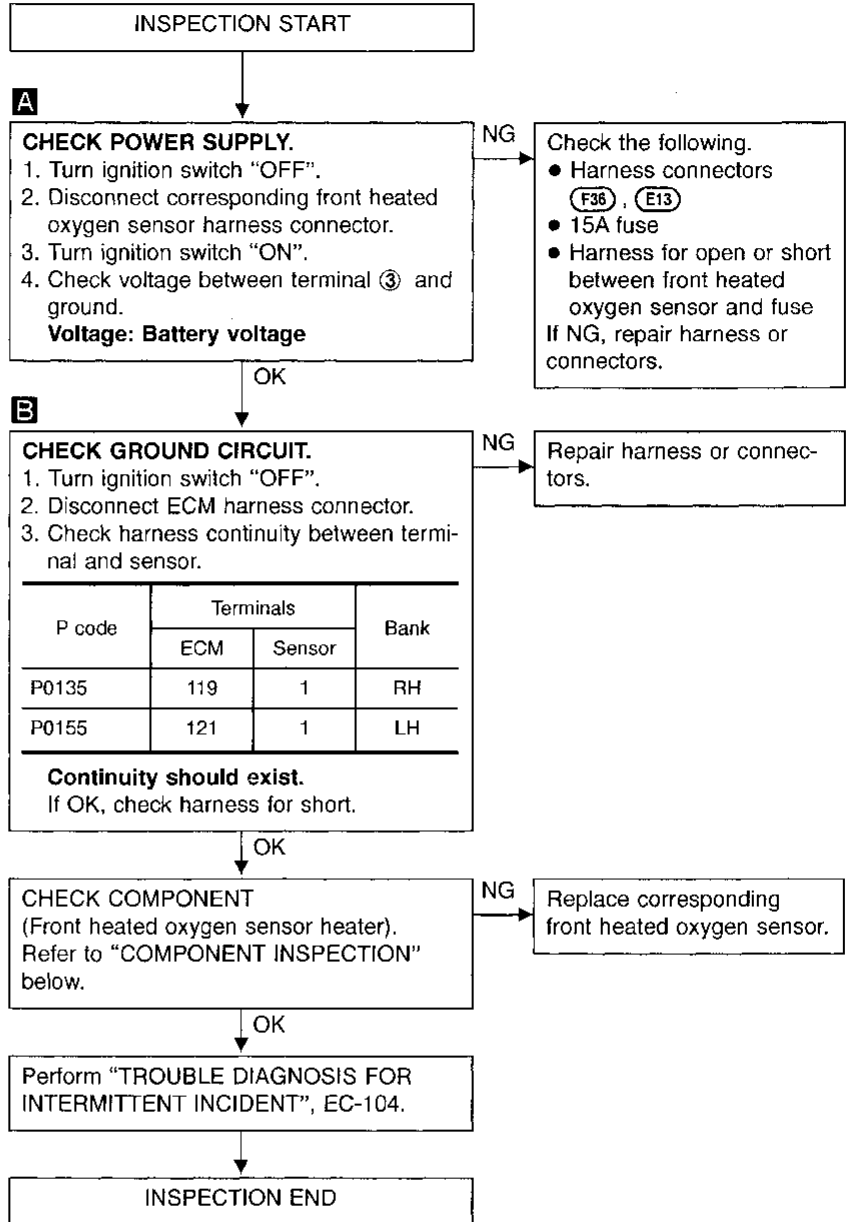 INSPECTION START
A
CHECK POWER SUPPLY.
1. Turn ignition switch “OFF”.
2. Disconnect corresponding front heated
oxygen sensor harness connector.
3. Turn ignition switch “ON”.
4. Check voltage between terminal ③ and
ground.
Voltage: Battery voltage
NG
Check the following.
● Harness connectors
F36 , E13
● 15A fuse
● Harness for open or short
between front heated
oxygen sensor and fuse
If NG, repair harness or
connectors.
OK
B
CHECK GROUND CIRCUIT.
1. Turn ignition switch “OFF”.
2. Disconnect ECM harness connector.
3. Check harness continuity between termi-
nal and sensor.
P code Terminals Bank
ECM Sensor
P0135 119 1 RH
P0155 121 1 LH
Continuity should exist.
If OK, check harness for short.
NG
Repair harness or connec-
tors.
OK
CHECK COMPONENT
(Front heated oxygen sensor heater).
Refer to “COMPONENT INSPECTION”
below.
NG
Replace corresponding
front heated oxygen sensor.
OK
Perform “TROUBLE DIAGNOSIS FOR
INTERMITTENT INCIDENT”, EC-104.
INSPECTION END